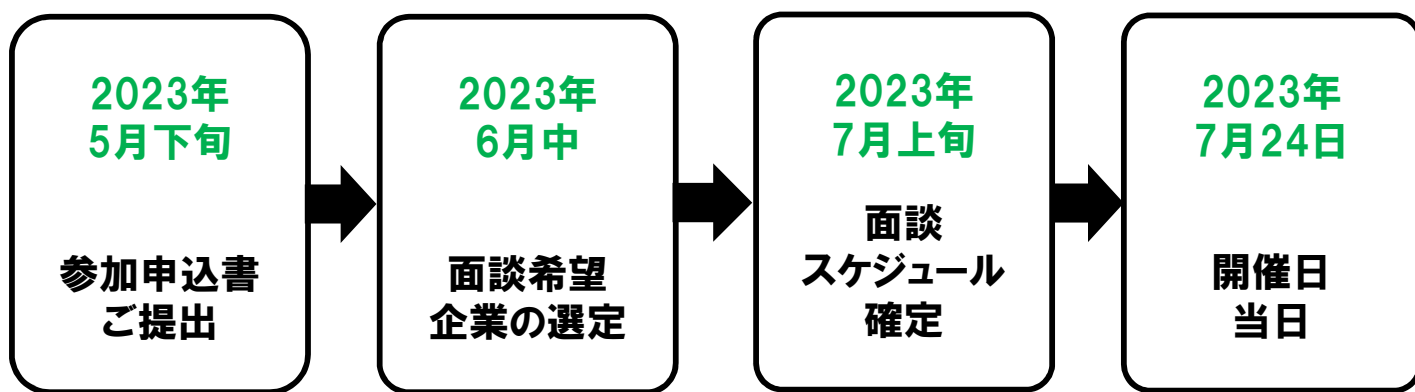 2023年
5月下旬
参加申込書
ご提出
2023年
6月中
面談希望
企業の選定
2023年
7月上旬
面談
スケジュール
確定
2023年
7月24日
開催日
当日